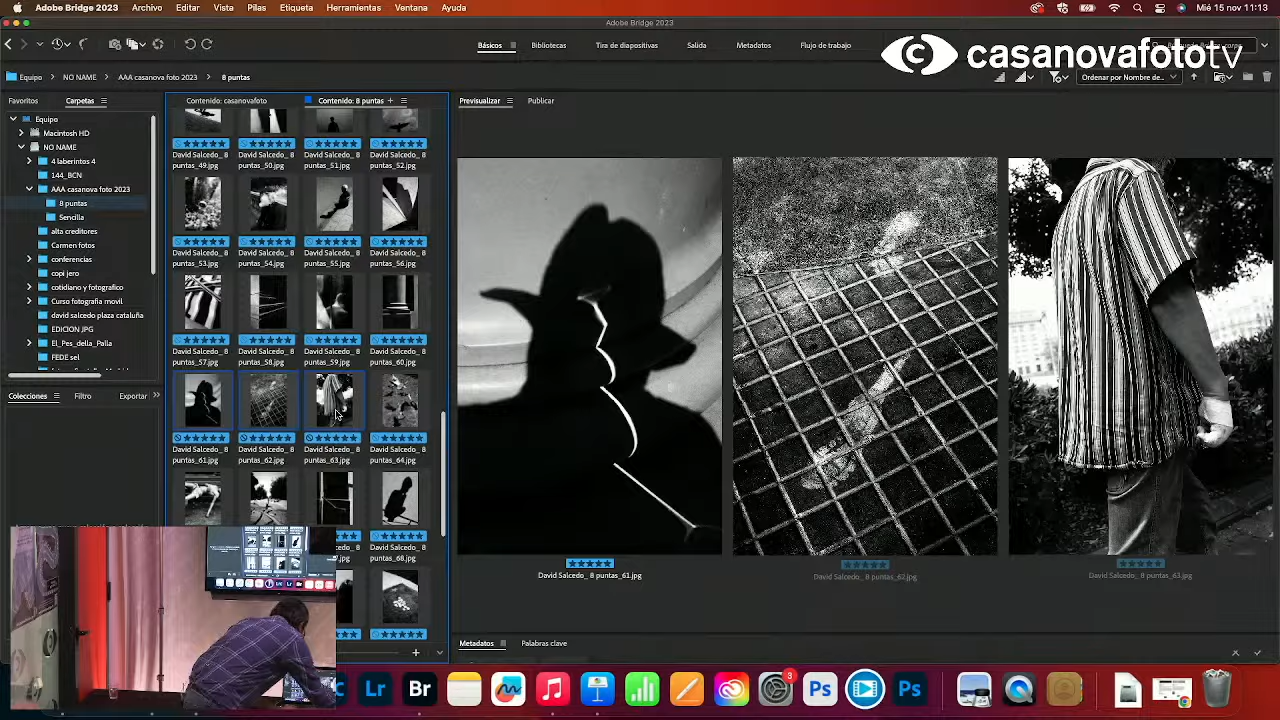 Adobe Bridge 2023 Archivo Editar Vista Pilas Etiqueta Herramientas Ventana Ayuda
Mié 15 nov 11:13
Adobe Bridge 2023
Básicos Bibliotecas Tira de diapositivas Salida Metadatos Flujo de trabajo
casanovafototv
Equipo NO NAME AAA casanova foto 2023 8 puntas
Ordenar por Nombre de...
Favoritos Carpetas
Equipo
Macintosh HD
NO NAME
4 laberintos 4
144_BCN
AAA casanova foto 2023
8 puntas
Sencilla
alta creditores
Carmen fotos
conferencias
copi jero
cotidiano y fotografico
Curso fotografia movil
david salcedo plaza cataluña
EDICION JPG
El_Pes_della_Palla
FEDE sel
Colecciones Filtro Exportar
Contenido: casanovafoto Contenido: 8 puntas
David Salcedo_ 8 puntas_49.jpg
David Salcedo_ 8 puntas_50.jpg
David Salcedo_ 8 puntas_51.jpg
David Salcedo_ 8 puntas_52.jpg
David Salcedo_ 8 puntas_53.jpg
David Salcedo_ 8 puntas_54.jpg
David Salcedo_ 8 puntas_55.jpg
David Salcedo_ 8 puntas_56.jpg
David Salcedo_ 8 puntas_57.jpg
David Salcedo_ 8 puntas_58.jpg
David Salcedo_ 8 puntas_59.jpg
David Salcedo_ 8 puntas_60.jpg
David Salcedo_ 8 puntas_61.jpg
David Salcedo_ 8 puntas_62.jpg
David Salcedo_ 8 puntas_63.jpg
David Salcedo_ 8 puntas_64.jpg
David Salcedo_ 8 puntas_68.jpg
Previsualizar Publicar
David Salcedo_ 8 puntas_61.jpg
David Salcedo_ 8 puntas_62.jpg
David Salcedo_ 8 puntas_63.jpg
Metadatos Palabras clave
Lr Br 3 Ps Ps